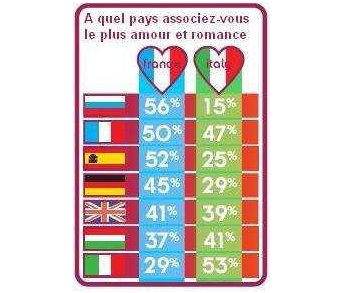 A quel pays associez-vous
le plus amour et romance
france italy
56% 15%
50% 47%
52% 25%
45% 29%
41% 39%
37% 41%
29% 53%